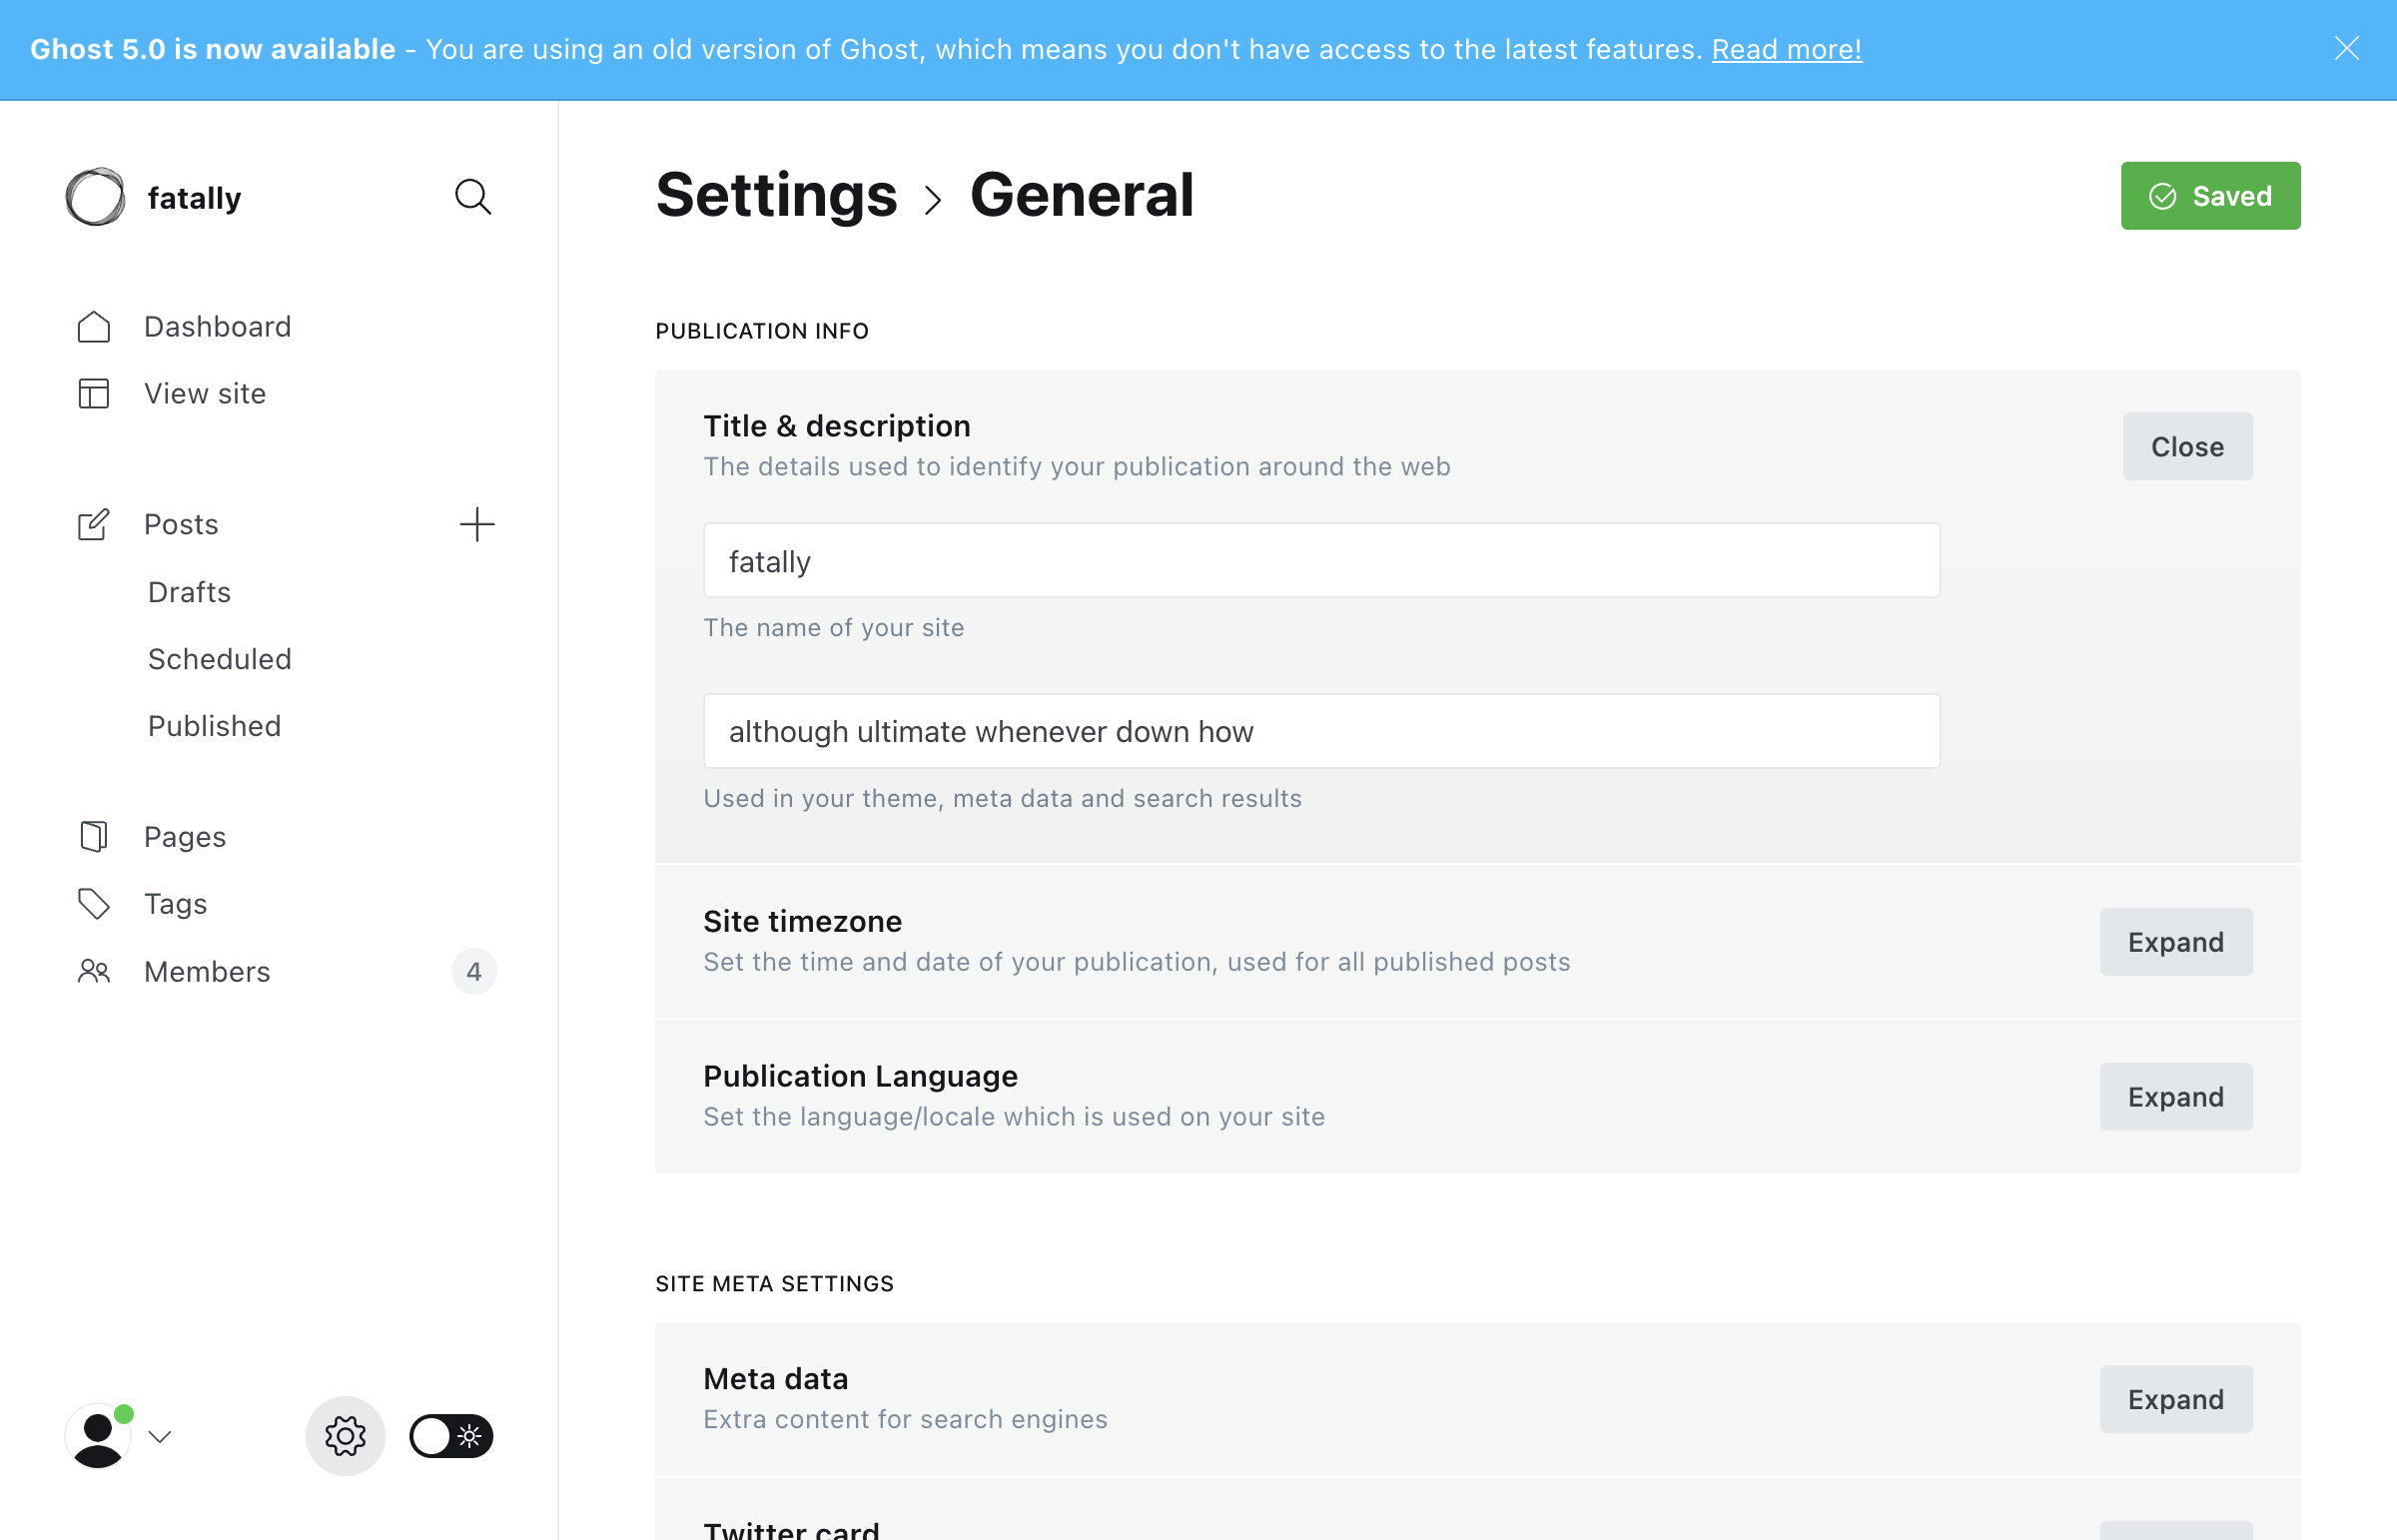 Ghost 5.0 is now available - You are using an old version of Ghost, which means you don't have access to the latest features. Read more!
fatally
Dashboard
View site
Posts
Drafts
Scheduled
Published
Pages
Tags
Members
4
Settings > General
Saved
PUBLICATION INFO
Title & description
The details used to identify your publication around the web
Close
fatally
The name of your site
although ultimate whenever down how
Used in your theme, meta data and search results
Site timezone
Set the time and date of your publication, used for all published posts
Expand
Publication Language
Set the language/locale which is used on your site
Expand
SITE META SETTINGS
Meta data
Extra content for search engines
Expand
Twitter card